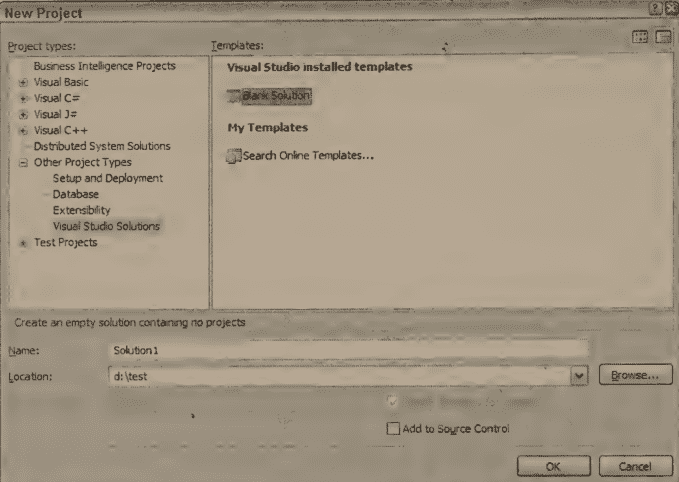 New Project
Project types:
Templates:
Business Intelligence Projects
Visual Basic
Visual C#
Visual J#
Visual C++
Distributed System Solutions
Other Project Types
Setup and Deployment
Database
Extensibility
Visual Studio Solutions
Test Projects
Visual Studio installed templates
Blank Solution
My Templates
Search Online Templates...
Create an empty solution containing no projects
Name:
Solution1
Location:
d:\test
Browse...
Add to Source Control
OK
Cancel